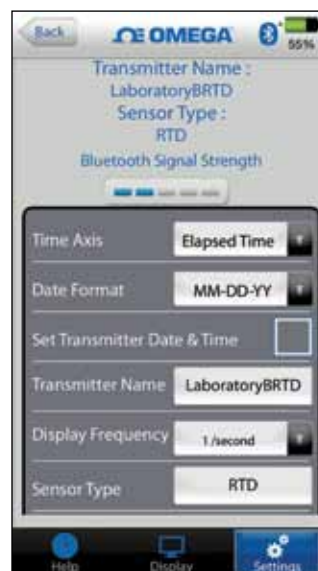 Back
OMEGA
55%
Transmitter Name :
LaboratoryBRTD
Sensor Type :
RTD
Bluetooth Signal Strength
Time Axis
Elapsed Time
Date Format
MM-DD-YY
Set Transmitter Date & Time
Transmitter Name
LaboratoryBRTD
Display Frequency
1 /second
Sensor Type
RTD
Help
Display
Settings